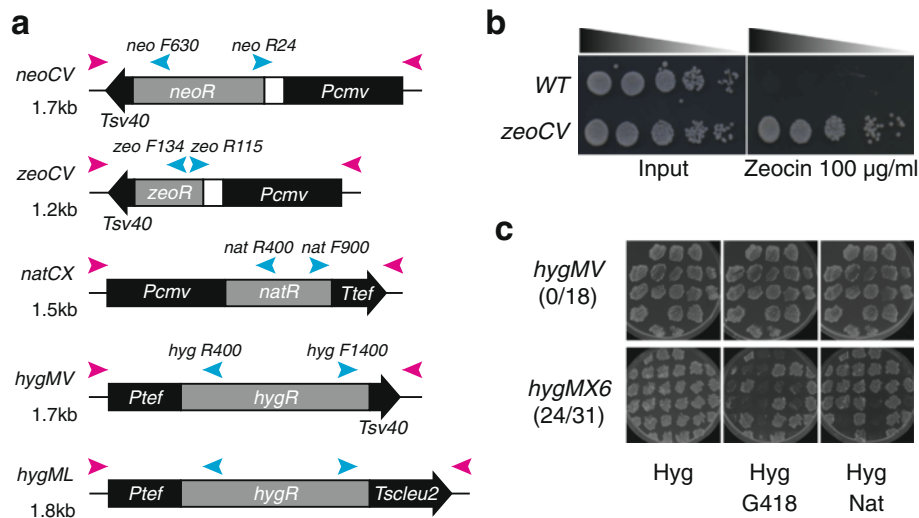 a
neo F630 neo R24
neoCV
neoR Pcmv
1.7kb
Tsv40
zeo F134 zeo R115
zeoCV
zeoR Pcmv
1.2kb
Tsv40
nat R400 nat F900
natCX
Pcmv natR Ttef
1.5kb
hyg R400 hyg F1400
hygMV
Ptef hygR
1.7kb
Tsv40
hygML
Ptef hygR Tscleu2
1.8kb
b
WT
zeoCV
Input Zeocin 100 µg/ml
c
hygMV
(0/18)
hygMX6
(24/31)
Hyg Hyg Hyg
G418 Nat